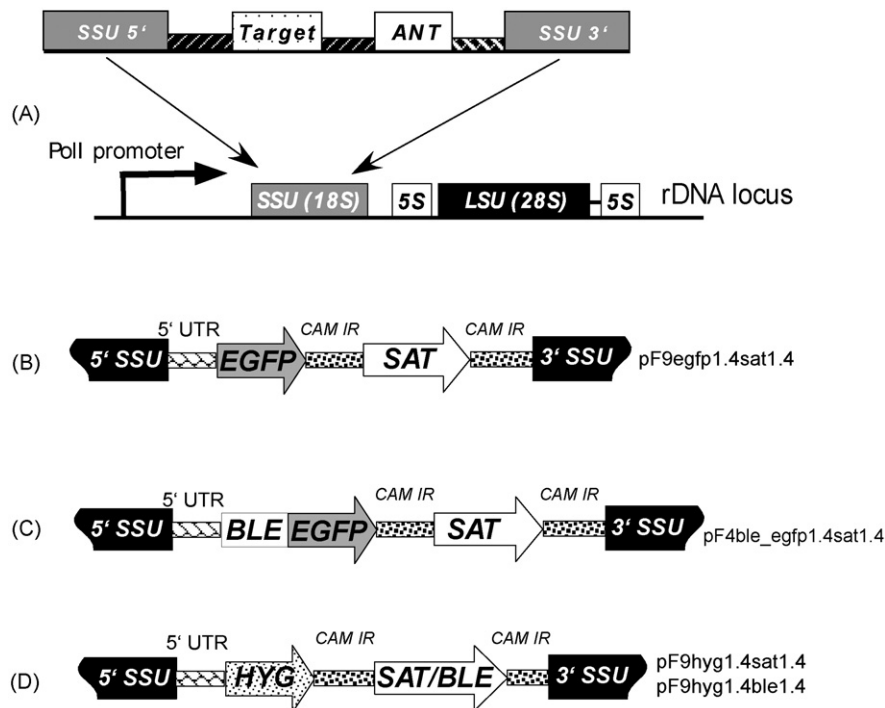 SSU 5‘ Target ANT SSU 3‘
(A)
PolI promoter
SSU (18S) 5S LSU (28S) 5S rDNA locus
5‘ UTR CAM IR CAM IR
(B) 5‘ SSU EGFP SAT 3‘ SSU pF9egfp1.4sat1.4
5‘ UTR CAM IR CAM IR
(C) 5‘ SSU BLE EGFP SAT 3‘ SSU pF4ble_egfp1.4sat1.4
5‘ UTR CAM IR CAM IR
(D) 5‘ SSU HYG SAT/BLE 3‘ SSU pF9hyg1.4sat1.4
pF9hyg1.4ble1.4